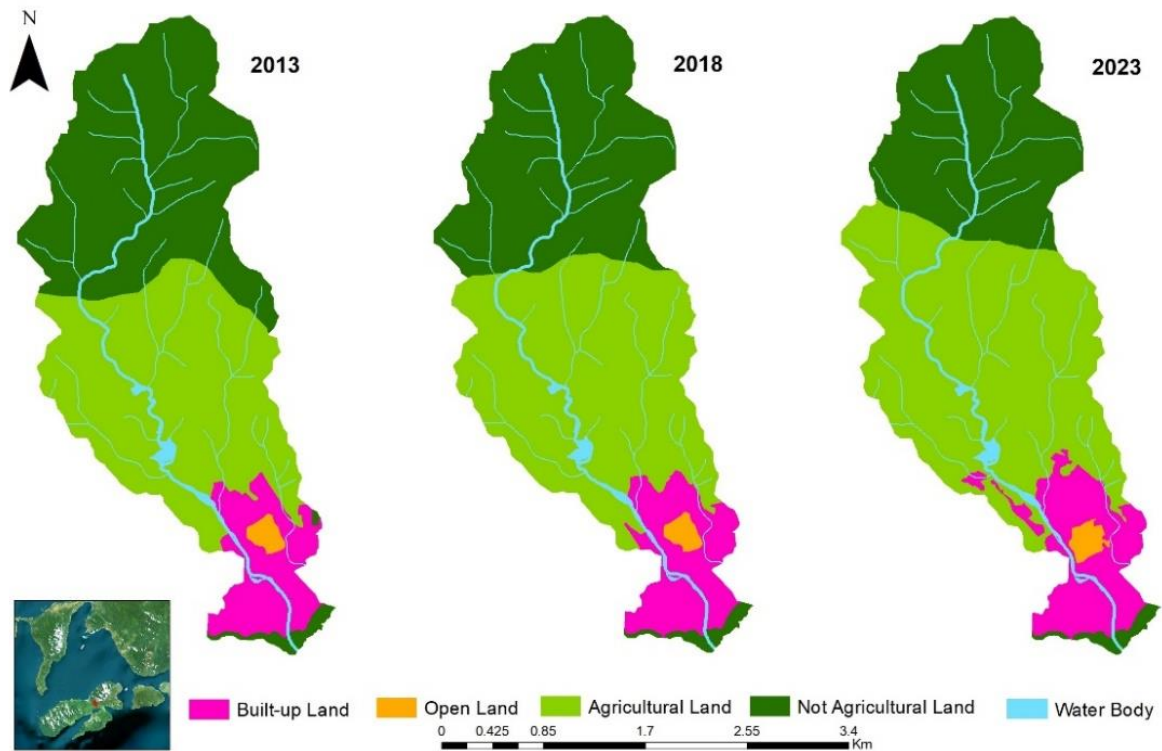 N
2013
2018
2023
Built-up Land
Open Land
Agricultural Land
Not Agricultural Land
Water Body
0 0.425 0.85 1.7 2.55 3.4
Km